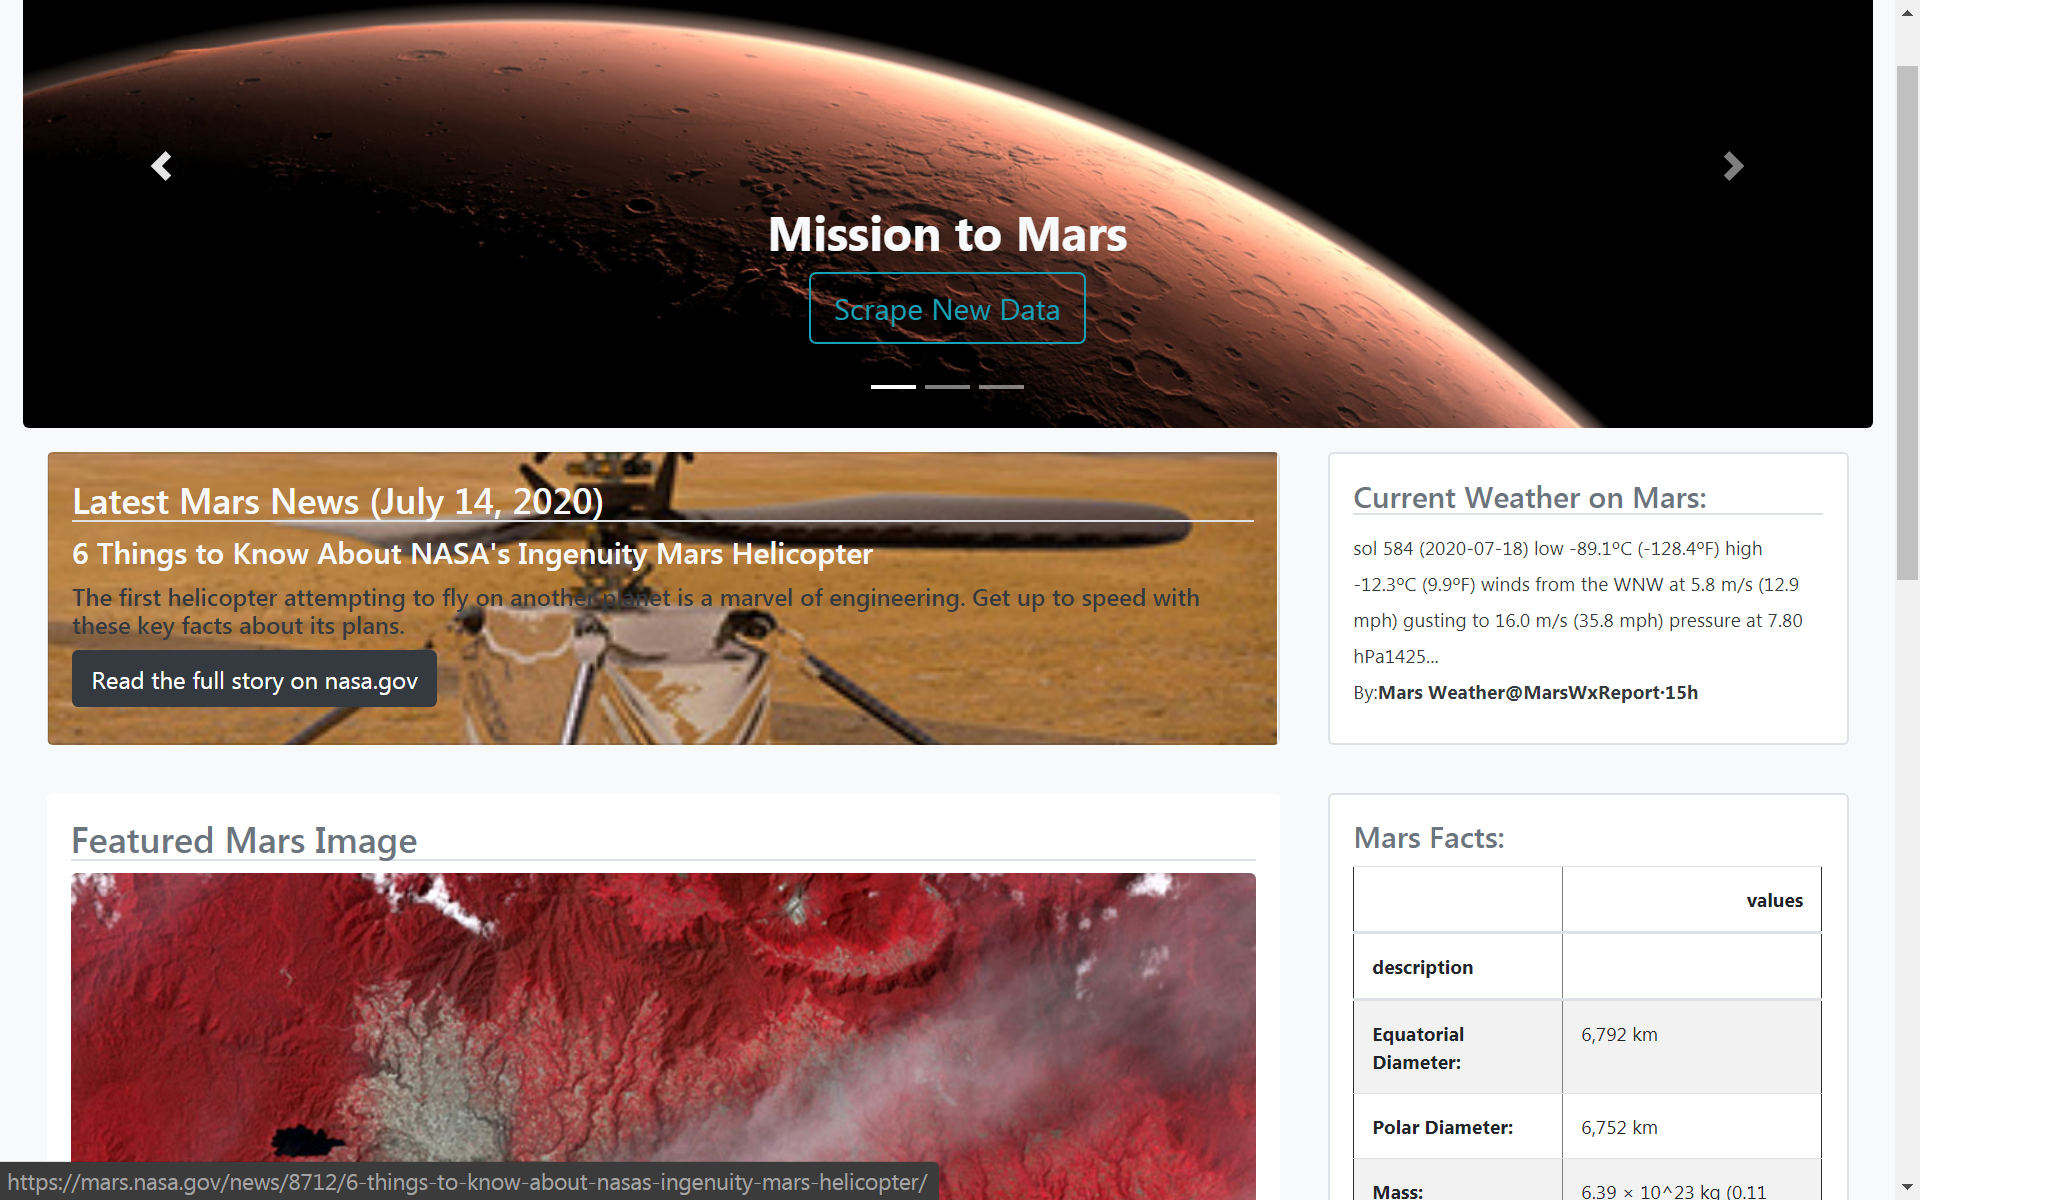 Mission to Mars
Scrape New Data
Latest Mars News (July 14, 2020)
6 Things to Know About NASA's Ingenuity Mars Helicopter
The first helicopter attempting to fly on another planet is a marvel of engineering. Get up to speed with
these key facts about its plans.
Read the full story on nasa.gov
Current Weather on Mars:
sol 584 (2020-07-18) low -89.1ºC (-128.4ºF) high
-12.3ºC (9.9ºF) winds from the WNW at 5.8 m/s (12.9
mph) gusting to 16.0 m/s (35.8 mph) pressure at 7.80
hPa1425...
By:Mars Weather@MarsWxReport·15h
Featured Mars Image
Mars Facts:
values
description
Equatorial
Diameter:
6,792 km
Polar Diameter:
6,752 km
Mass:
6.39 × 10^23 kg (0.11
https://mars.nasa.gov/news/8712/6-things-to-know-about-nasas-ingenuity-mars-helicopter/